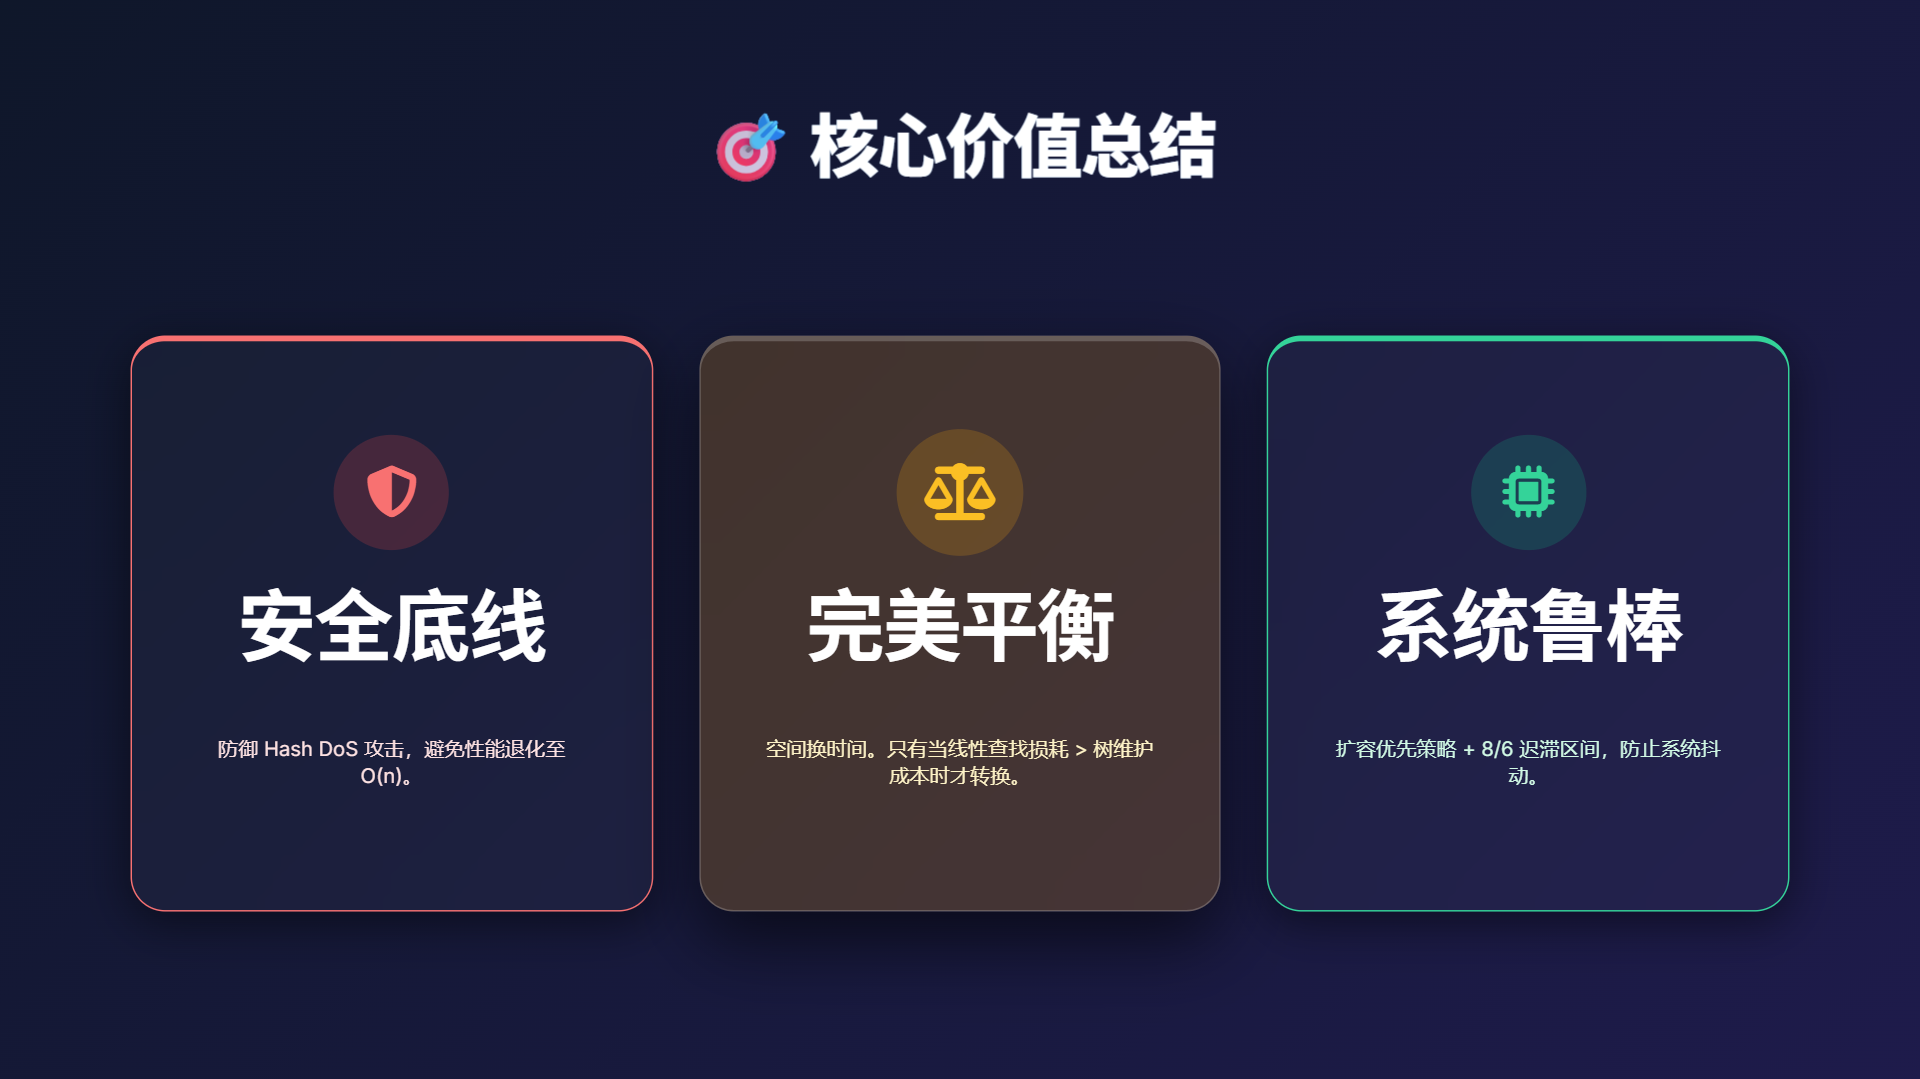 核心价值总结
安全底线
防御 Hash DoS 攻击，避免性能退化至
O(n)。
完美平衡
空间换时间。只有当线性查找损耗 > 树维护
成本时才转换。
系统鲁棒
扩容优先策略 + 8/6 迟滞区间，防止系统抖
动。